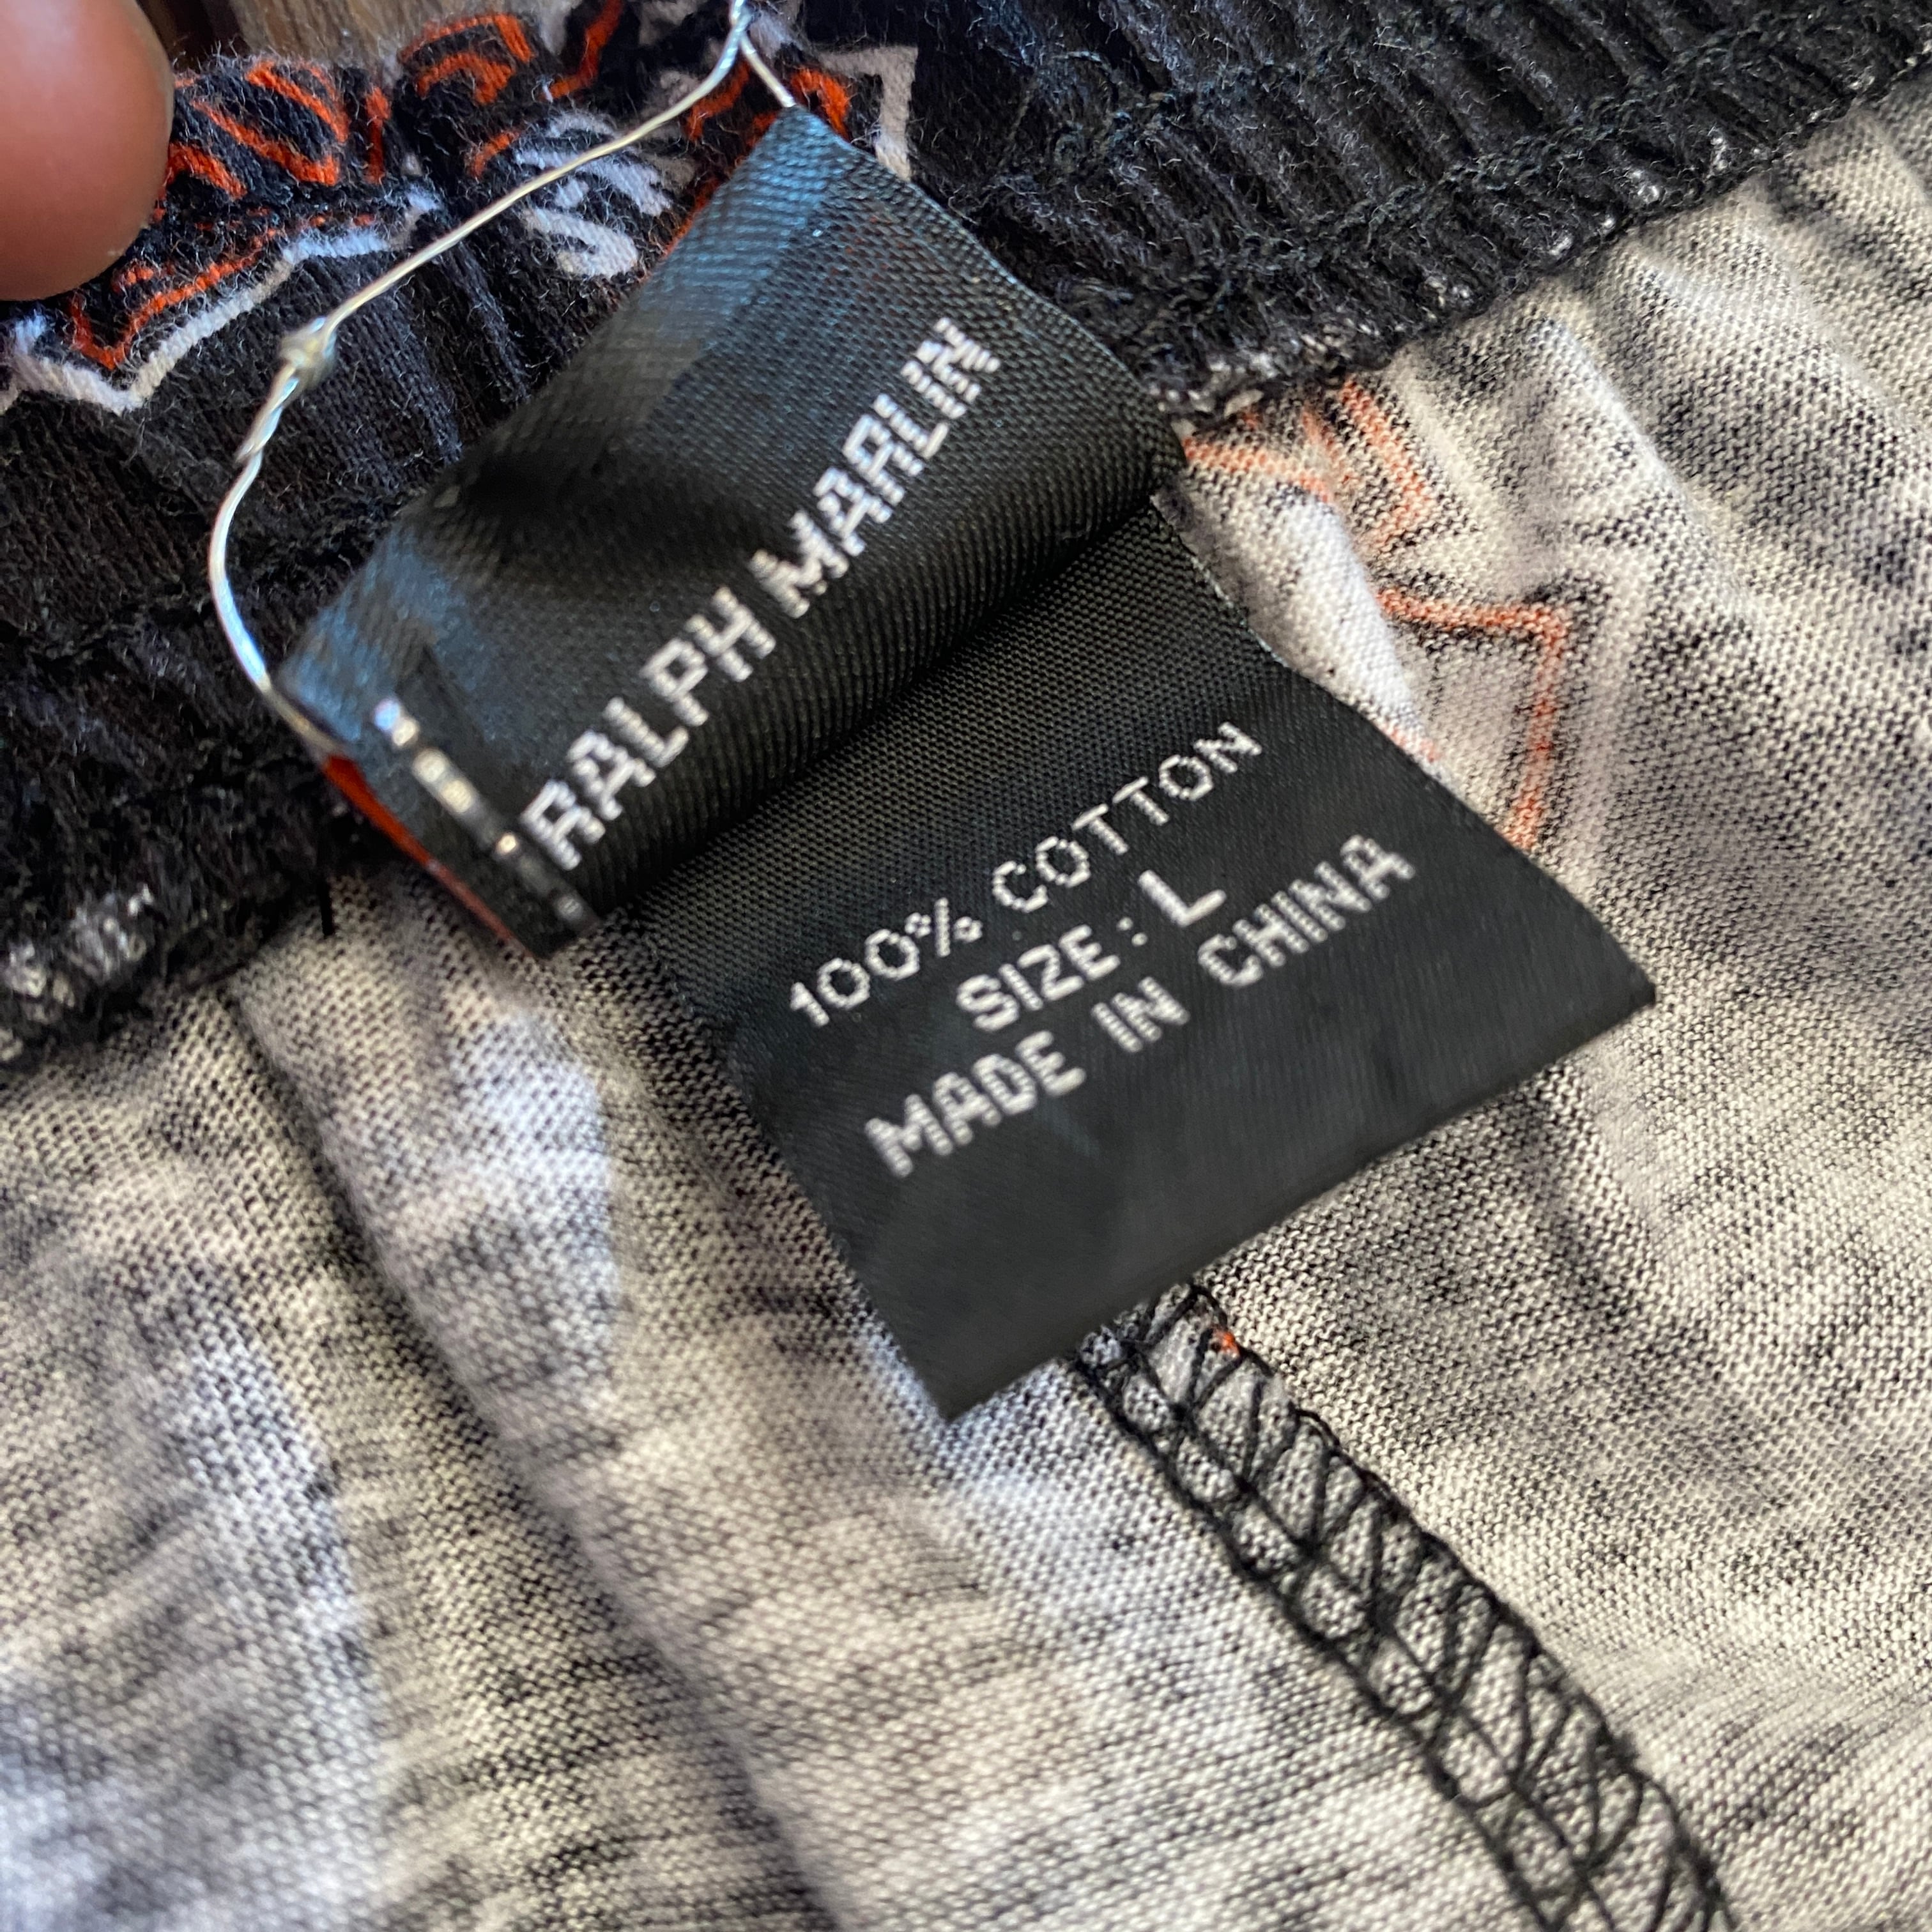 RALPH MARLIN
100% COTTON
SIZE: L
MADE IN CHINA